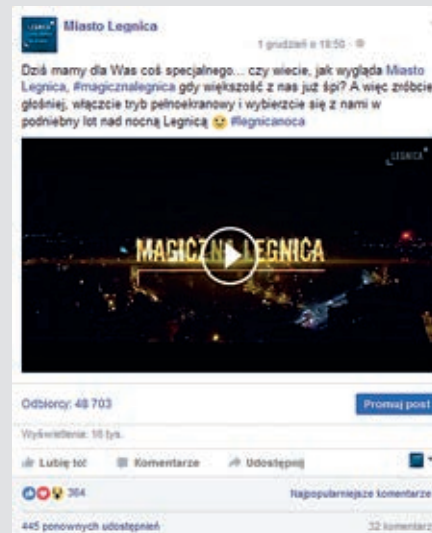 Miasto Legnica
1 grudzień o 18:50
Dziś mamy dla Was coś specjalnego... czy wiecie, jak wygląda Miasto
Legnica, #magicznalegnica gdy większość z nas już śpi? A więc zróbcie
głośniej, włączcie tryb pełnoekranowy i wybierzcie się z nami w
podniebny lot nad nocną Legnicą #legnicanoca
LEGNICA
MAGICZNA LEGNICA
Odbiorcy: 48 703
Promuj post
Wyświetlenia: 16 tys.
Lubię to! Komentarze Udostępnij
364
Najpopularniejsze komentarze
445 ponownych udostępnień
32 komentarz